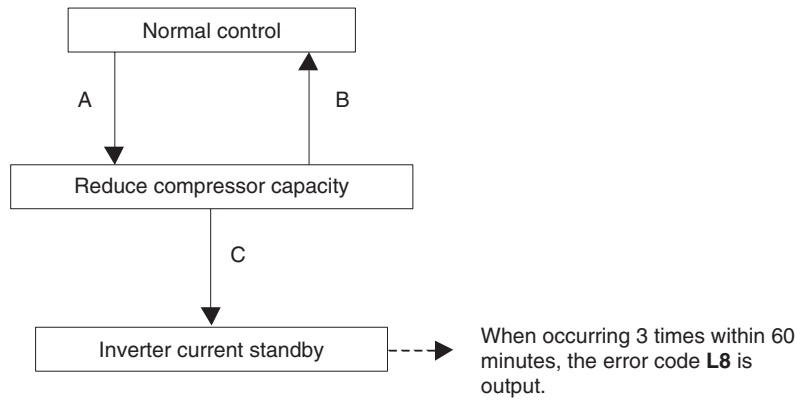 Normal control
A
B
Reduce compressor capacity
C
Inverter current standby
When occurring 3 times within 60
minutes, the error code L8 is
output.